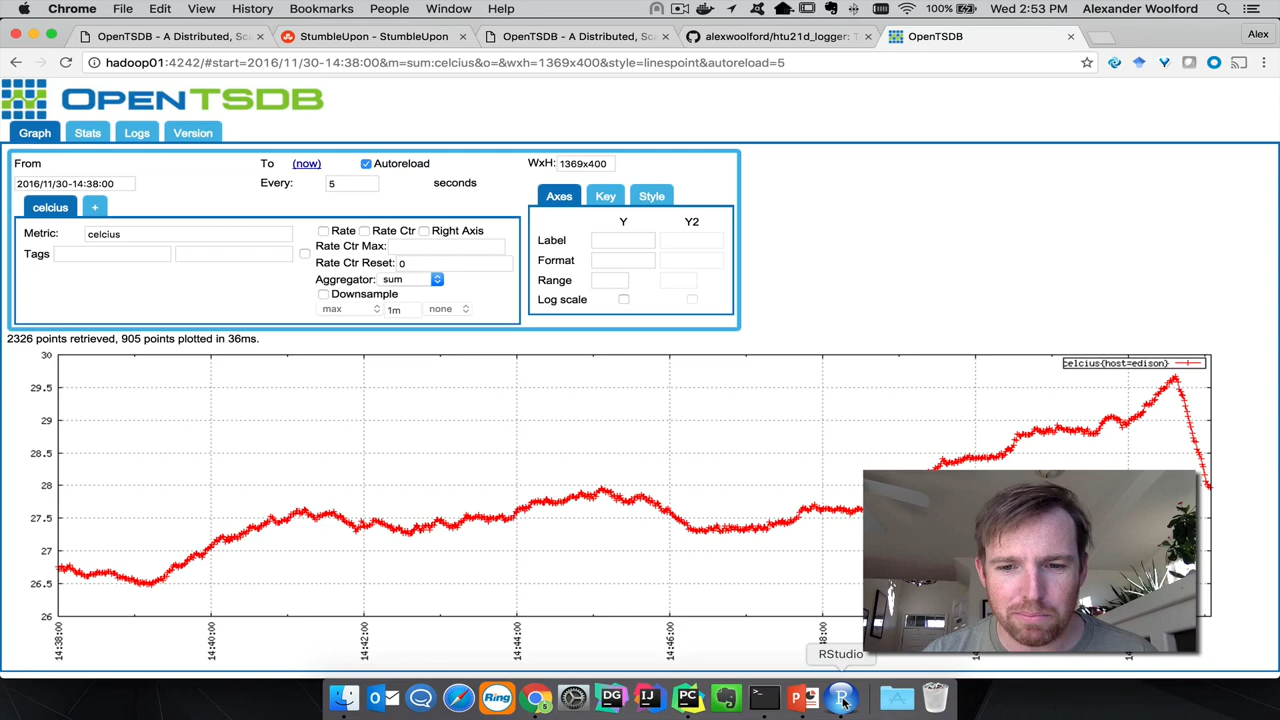 Chrome File Edit View History Bookmarks People Window Help 100% Wed 2:53 PM Alexander Woolford
OpenTSDB - A Distributed, Sc
StumbleUpon - StumbleUpon
OpenTSDB - A Distributed, Sc
alexwoolford/htu21d_logger: T
OpenTSDB
Alex
hadoop01:4242/#start=2016/11/30-14:38:00&m=sum:celcius&o=&wxh=1369x400&style=linespoint&autoreload=5
OPENTSDB
Graph Stats Logs Version
From To (now) Autoreload WxH: 1369x400
2016/11/30-14:38:00 Every: 5 seconds
celcius + Axes Key Style
Y Y2
Metric: celcius Rate Rate Ctr Right Axis
Tags Rate Ctr Max: Label
Rate Ctr Reset: 0 Format
Aggregator: sum Range
Downsample Log scale
max 1m none
2326 points retrieved, 905 points plotted in 36ms.
30
celcius{host=edison}
29.5
29
28.5
28
27.5
27
26.5
26
14:38:00 14:40:00 14:42:00 14:44:00 14:46:00
RStudio
Ring DG IJ PC P R